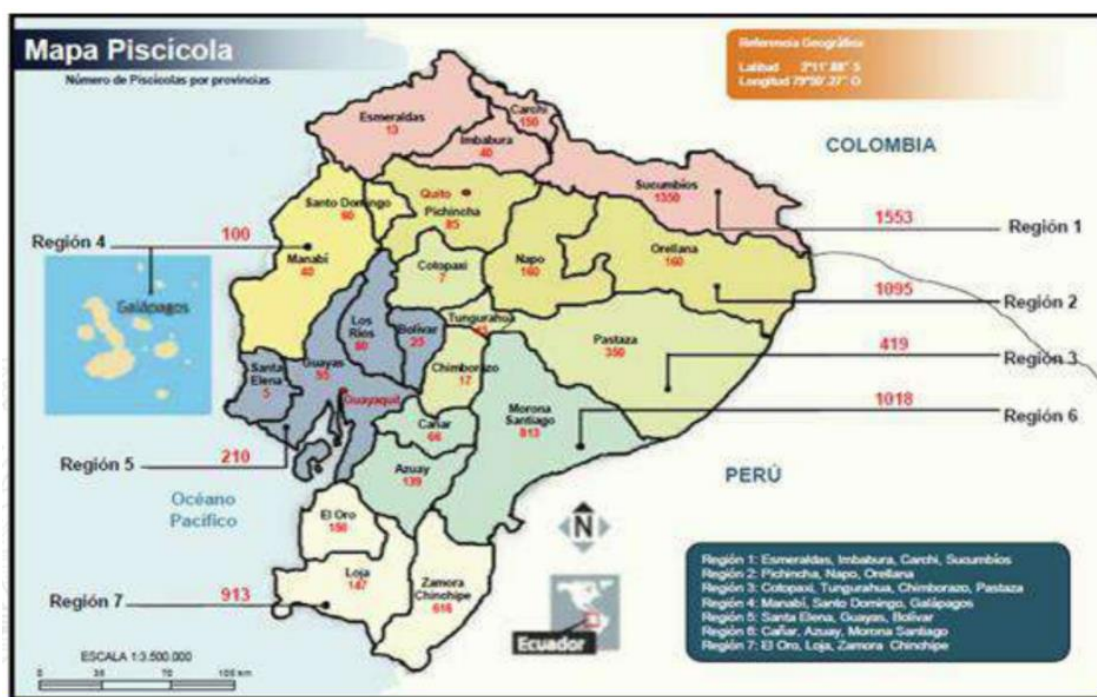 Mapa Piscícola
Número de Piscícolas por provincias
Referencia Geográfica
Latitud
Longitud
COLOMBIA
Esmeraldas
13
Carchi
150
Imbabura
40
Sucumbíos
1350
1553
Región 1
Santo Domingo
60
Quito
Pichincha
85
Región 4
100
Manabí
40
Galápagos
Cotopaxi
7
Napo
160
Orellana
160
1095
Región 2
Tungurahua
Los
Ríos
Bolívar
Pastaza
350
419
Región 3
Santa
Elena
5
Guayas
Chimborazo
17
Guayaquil
Morona
Santiago
813
1018
Región 6
Cañar
66
Región 5
210
Azuay
139
PERÚ
Océano
Pacífico
El Oro
150
N
Loja
147
Zamora
Chinchipe
616
Región 7
913
Ecuador
Región 1: Esmeraldas, Imbabura, Carchi, Sucumbíos
Región 2: Pichincha, Napo, Orellana
Región 3: Cotopaxi, Tungurahua, Chimborazo, Pastaza
Región 4: Manabí, Santo Domingo, Galápagos
Región 5: Santa Elena, Guayas, Bolívar
Región 6: Cañar, Azuay, Morona Santiago
Región 7: El Oro, Loja, Zamora Chinchipe
ESCALA 1:3.500.000
0 35 70 105 km